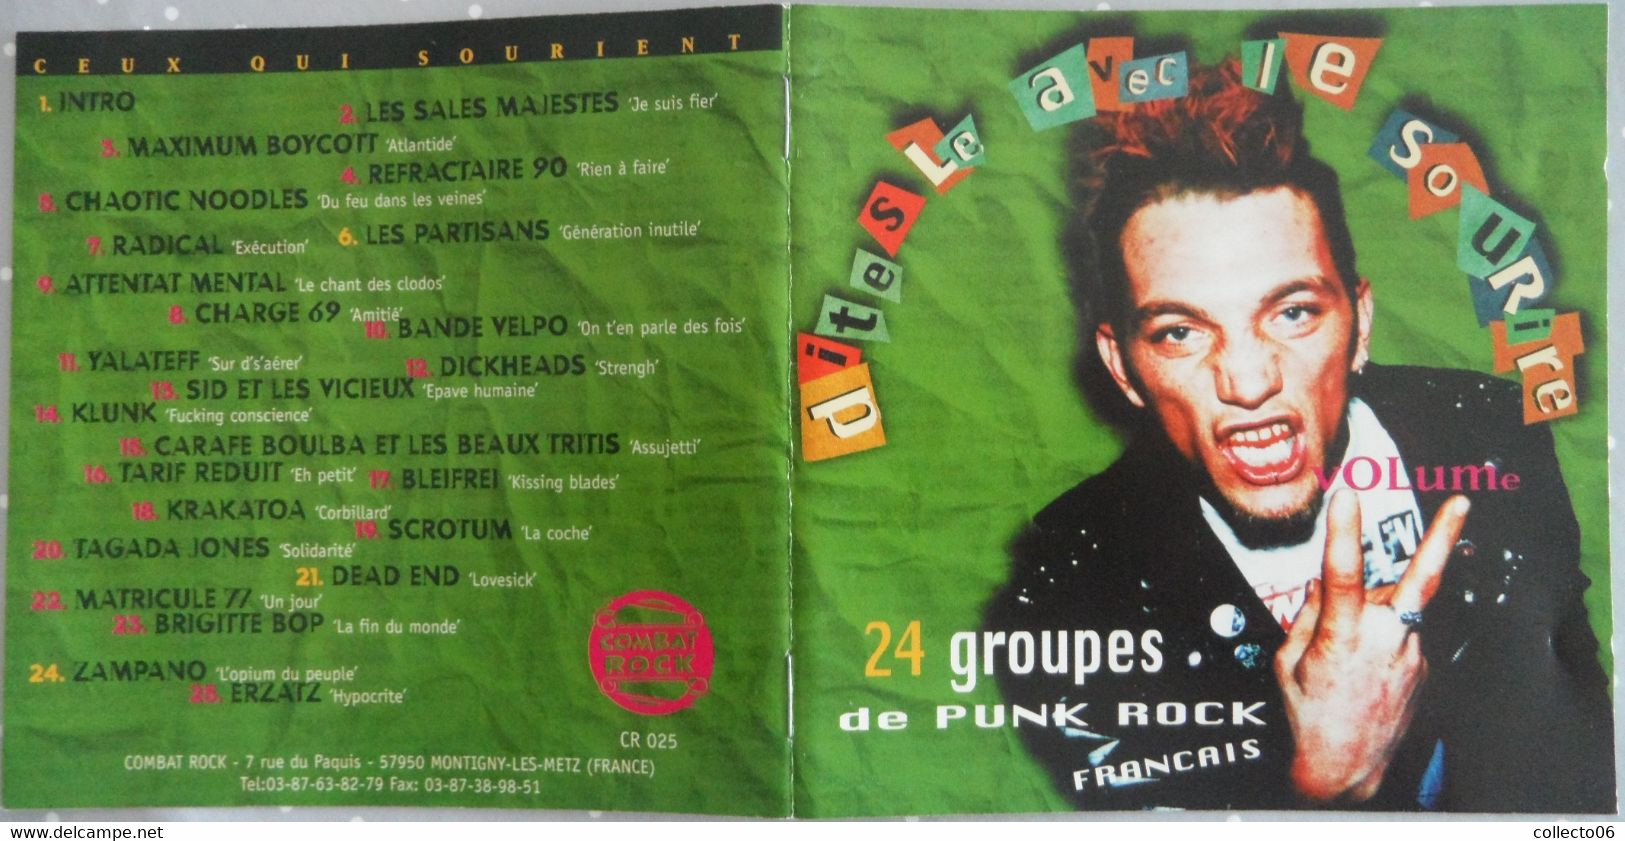 CEUX QUI SOURIENT
1. INTRO
2. LES SALES MAJESTES 'Je suis fier'
3. MAXIMUM BOYCOTT 'Atlantide'
4. REFRACTAIRE 90 'Rien à faire'
5. CHAOTIC NOODLES 'Du feu dans les veines'
6. LES PARTISANS 'Génération inutile'
7. RADICAL 'Exécution'
9. ATTENTAT MENTAL 'Le chant des clodos'
8. CHARGE 69 'Amitié'
10. BANDE VELPO 'On t'en parle des fois'
11. YALATEFF 'Sur d's'aérer'
12. DICKHEADS 'Strengh'
13. SID ET LES VICIEUX 'Epave humaine'
14. KLUNK 'Fucking conscience'
15. CARAFE BOULBA ET LES BEAUX TRITIS 'Assujetti'
16. TARIF REDUIT 'Eh petit'
17. BLEIFREI 'Kissing blades'
18. KRAKATOA 'Corbillard'
19. SCROTUM 'La coche'
20. TAGADA JONES 'Solidarité'
21. DEAD END 'Lovesick'
22. MATRICULE 77 'Un jour'
23. BRIGITTE BOP 'La fin du monde'
24. ZAMPANO 'L'opium du peuple'
25. ERZATZ 'Hypocrite'
COMBAT
ROCK
CR 025
COMBAT ROCK - 7 rue du Paquis - 57950 MONTIGNY-LES-METZ (FRANCE)
Tel:03-87-63-82-79 Fax: 03-87-38-98-51
diteS Le avec le SOURire
vOLume
24 groupes
de PUNK ROCK
FRANCAIS
www.delcampe.net
collecto06